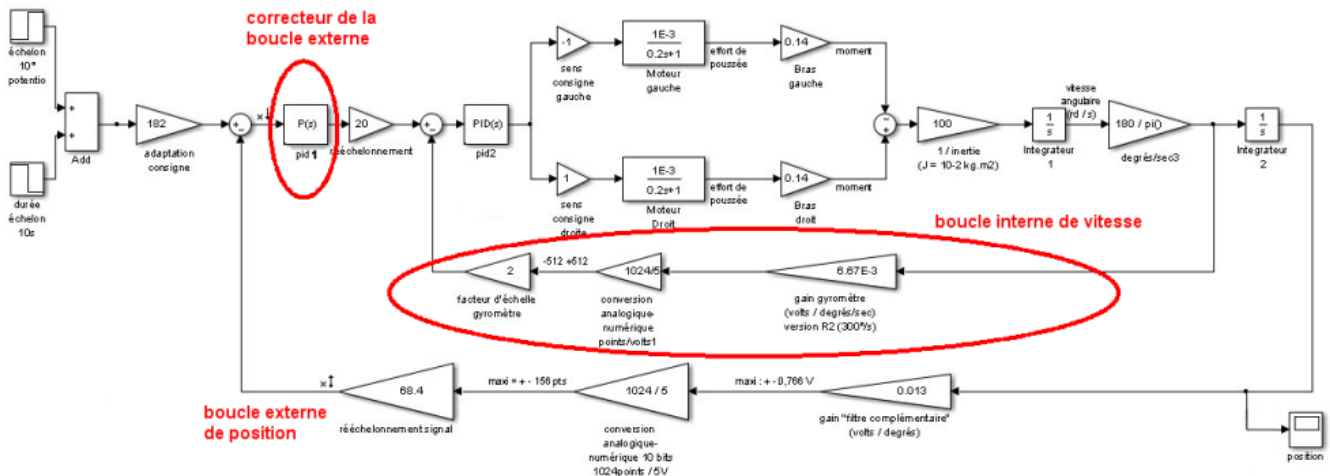 correcteur de la
boucle externe
échelon
10°
potentio
durée
échelon
10s
+
+
Add
182
adaptation
consigne
+
-
P(s)
pid1
20
rééchelonnement
+
-
PID(s)
pid2
-1
sens
consigne
gauche
1E-3
0.2s+1
Moteur
gauche
effort de
poussée
0.14
Bras
gauche
moment
1
sens
consigne
droite
1E-3
0.2s+1
Moteur
Droit
effort de
poussée
0.14
Bras
droit
moment
-
+
100
1 / inertie
(J = 10-2 kg.m2)
1
s
Integrateur
1
vitesse
angulaire
(rd / s)
180 / pi()
degrés/sec3
1
s
Integrateur
2
boucle interne de vitesse
2
facteur d'échelle
gyromètre
-512 +512
1024/5
conversion
analogique-
numérique
points/volts1
6.67E-3
gain gyromètre
(volts / degrés/sec)
version R2 (300°/s)
boucle externe
de position
68.4
rééchelonnement signal
maxi = + - 156 pts
1024 / 5
conversion
analogique-
numérique 10 bits
1024points / 5V
maxi : + - 0,766 V
0.013
gain "filtre complémentaire"
(volts / degrés)
position